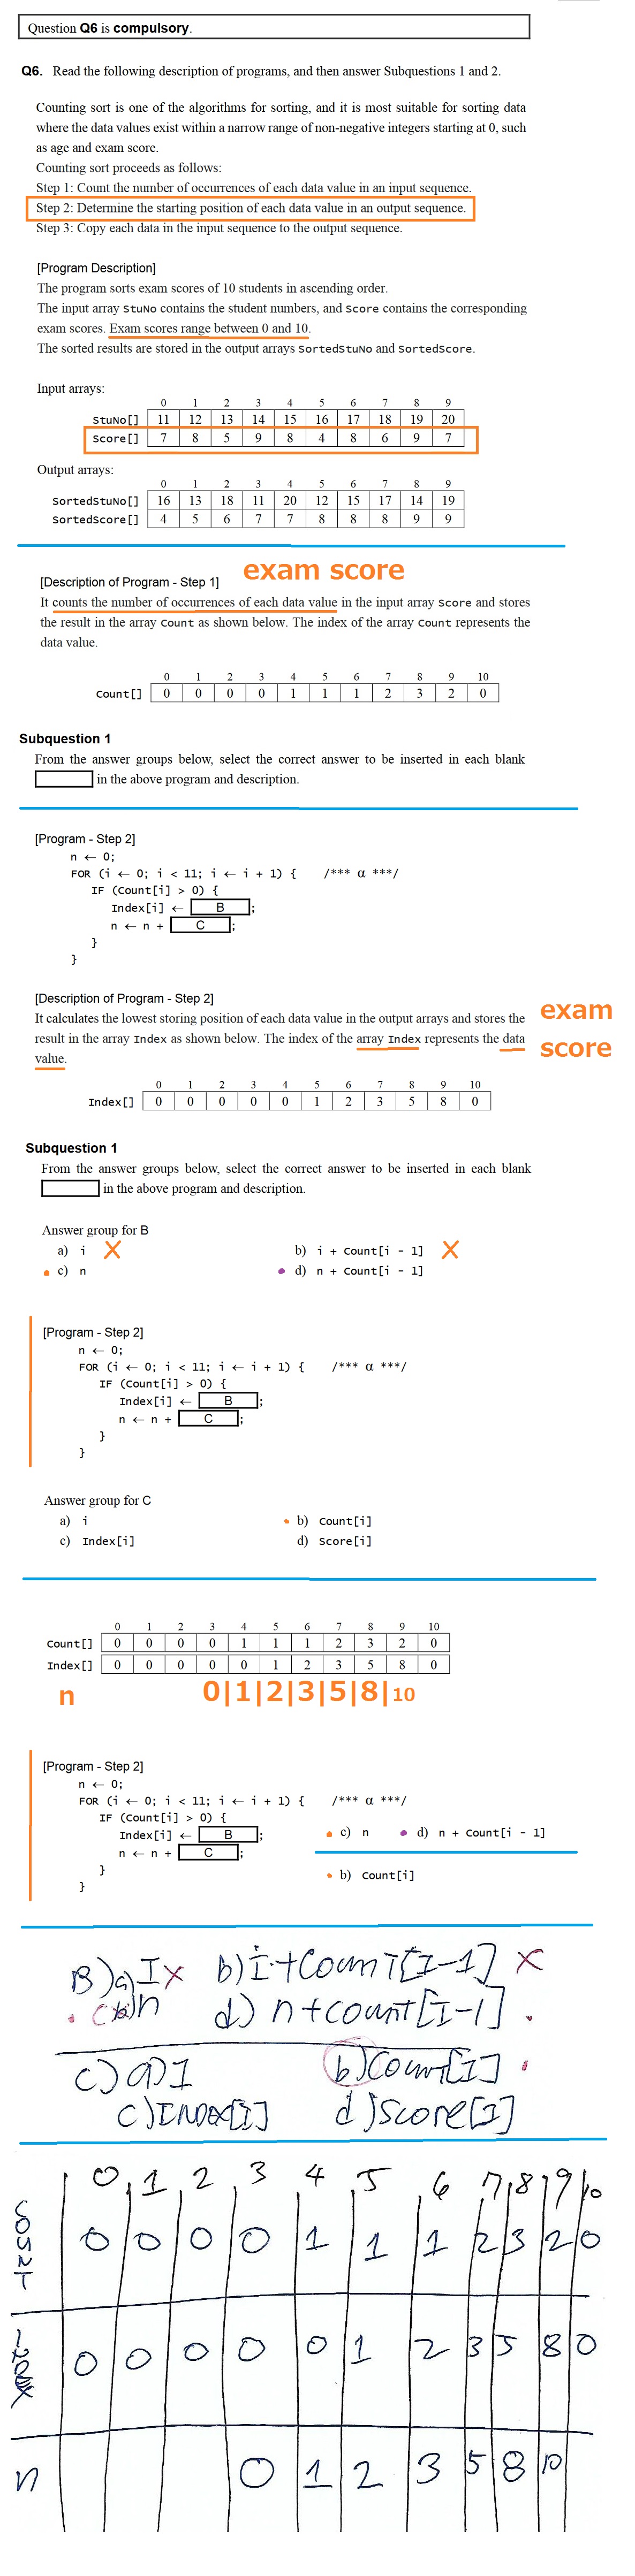 Question Q6 is compulsory.
Q6. Read the following description of programs, and then answer Subquestions 1 and 2.
Counting sort is one of the algorithms for sorting, and it is most suitable for sorting data
where the data values exist within a narrow range of non-negative integers starting at 0, such
as age and exam score.
Counting sort proceeds as follows:
Step 1: Count the number of occurrences of each data value in an input sequence.
Step 2: Determine the starting position of each data value in an output sequence.
Step 3: Copy each data in the input sequence to the output sequence.
[Program Description]
The program sorts exam scores of 10 students in ascending order.
The input array StuNo contains the student numbers, and Score contains the corresponding
exam scores. Exam scores range between 0 and 10.
The sorted results are stored in the output arrays SortedStuNo and SortedScore.
Input arrays:
0 1 2 3 4 5 6 7 8 9
StuNo[] 11 12 13 14 15 16 17 18 19 20
Score[] 7 8 5 9 8 4 8 6 9 7
Output arrays:
0 1 2 3 4 5 6 7 8 9
SortedStuNo[] 16 13 18 11 20 12 15 17 14 19
SortedScore[] 4 5 6 7 7 8 8 8 9 9
exam score
[Description of Program - Step 1]
It counts the number of occurrences of each data value in the input array Score and stores
the result in the array Count as shown below. The index of the array Count represents the
data value.
0 1 2 3 4 5 6 7 8 9 10
Count[] 0 0 0 0 1 1 1 2 3 2 0
Subquestion 1
From the answer groups below, select the correct answer to be inserted in each blank
in the above program and description.
[Program - Step 2]
n ← 0;
FOR (i ← 0; i < 11; i ← i + 1) { /*** α ***/
IF (Count[i] > 0) {
Index[i] ← B ;
n ← n + C ;
}
}
[Description of Program - Step 2]
It calculates the lowest storing position of each data value in the output arrays and stores the exam
result in the array Index as shown below. The index of the array Index represents the data score
value.
0 1 2 3 4 5 6 7 8 9 10
Index[] 0 0 0 0 0 1 2 3 5 8 0
Subquestion 1
From the answer groups below, select the correct answer to be inserted in each blank
in the above program and description.
Answer group for B
a) i X b) i + Count[i - 1] X
c) n d) n + Count[i - 1]
[Program - Step 2]
n ← 0;
FOR (i ← 0; i < 11; i ← i + 1) { /*** α ***/
IF (Count[i] > 0) {
Index[i] ← B ;
n ← n + C ;
}
}
Answer group for C
a) i b) Count[i]
c) Index[i] d) Score[i]
0 1 2 3 4 5 6 7 8 9 10
Count[] 0 0 0 0 1 1 1 2 3 2 0
Index[] 0 0 0 0 0 1 2 3 5 8 0
n 0|1|2|3|5|8|10
[Program - Step 2]
n ← 0;
FOR (i ← 0; i < 11; i ← i + 1) { /*** α ***/
IF (Count[i] > 0) {
Index[i] ← B ; c) n d) n + Count[i - 1]
n ← n + C ;
} b) Count[i]
}
B) a) I X b) i + Count[I-1] X
n d) n + count[I-1]
C) a) I b) Count[I]
c) INDEX[i] d) Score[I]
0 1 2 3 4 5 6 7 8 9 10
COUNT 0 0 0 0 1 1 1 2 3 2 0
INDEX 0 0 0 0 0 1 2 3 5 8 0
n 0 1 2 3 5 8 10